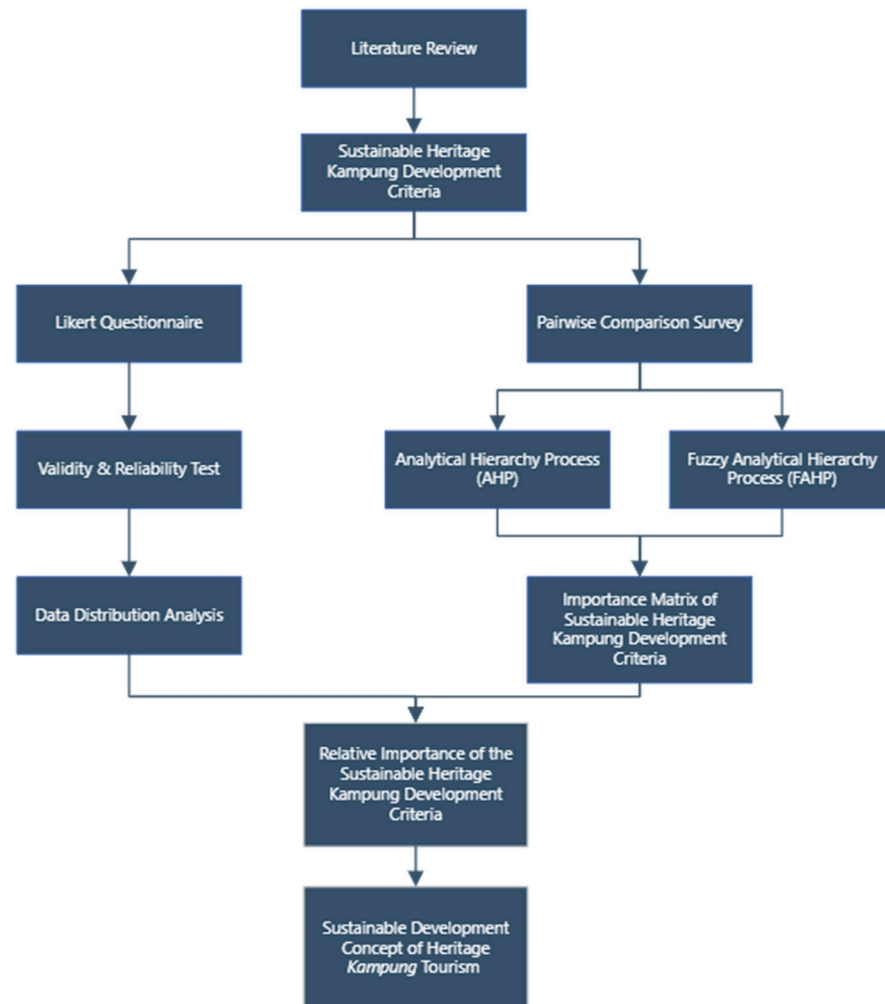 Literature Review
Sustainable Heritage
Kampung Development
Criteria
Likert Questionnaire
Pairwise Comparison Survey
Validity & Reliability Test
Analytical Hierarchy Process
(AHP)
Fuzzy Analytical Hierarchy
Process (FAHP)
Data Distribution Analysis
Importance Matrix of
Sustainable Heritage
Kampung Development
Criteria
Relative Importance of the
Sustainable Heritage
Kampung Development
Criteria
Sustainable Development
Concept of Heritage
Kampung Tourism